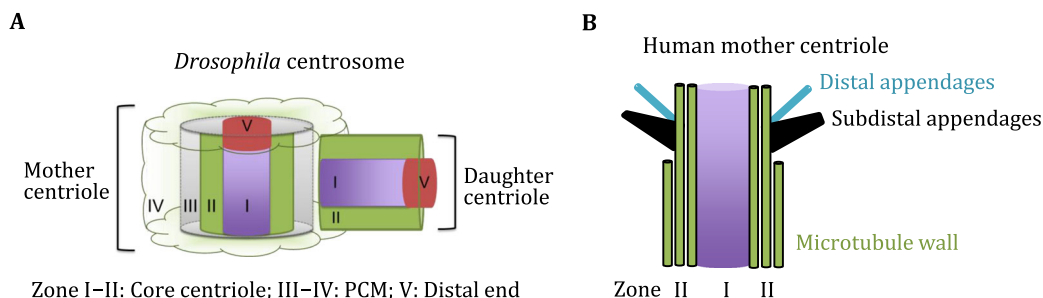 A
Drosophila centrosome
V
Mother
centriole
IV
III
II
I
I
II
V
Daughter
centriole
Zone I–II: Core centriole; III–IV: PCM; V: Distal end
B
Human mother centriole
Distal appendages
Subdistal appendages
Microtubule wall
Zone II I II